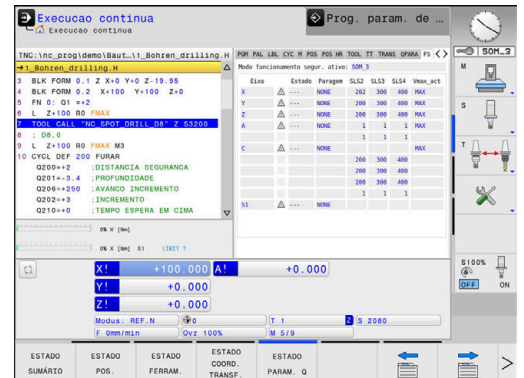 Execucao continua
Execucao continua
Prog. param. de …
TNC:\nc_prog\demo\Baut…\1_Bohren_drilling.H
→1_Bohren_drilling.H
3 BLK FORM 0.1 Z X+0 Y+0 Z-19.95
4 BLK FORM 0.2 X+100 Y+100 Z+0
5 FN 0: Q1 =+2
6 L Z+100 R0 FMAX
7 TOOL CALL "NC_SPOT_DRILL_D8" Z S3200
8 ; D8,0
9 L Z+100 R0 FMAX M3
10 CYCL DEF 200 FURAR
Q200=+2 ;DISTANCIA SEGURANCA
Q201=-3.4 ;PROFUNDIDADE
Q206=+250 ;AVANCO INCREMENTO
Q202=+3 ;INCREMENTO
Q210=+0 ;TEMPO ESPERA EM CIMA
PGM PAL LBL CYC M POS POS HR TOOL TT TRANS QPARA FS
Modo funcionamento segur. ativo: SOM_3
Eixo Estado Paragem SLS2 SLS3 SLS4 Vmax_act
X --- NONE 202 300 400 MAX
Y --- NONE 200 300 400 MAX
Z --- NONE 200 300 400 MAX
A --- NONE 1 1 1 MAX
1 1 1
C --- NONE MAX
200 300 400
200 300 400
200 300 400
1 1 1
S1 --- NONE
0% X [Nm]
0% X [Nm] S1 LIMIT 1
X! +100.000 A! +0.000
Y! +0.000
Z! +0.000
Modus: REF.N 0 T 1 Z S 2080
F 0mm/min Ovr 100% M 5/9
SOM_3
M
S
T
S100%
OFF ON
ESTADO SUMÁRIO
ESTADO POS.
ESTADO FERRAM.
ESTADO COORD. TRANSF.
ESTADO PARAM. Q